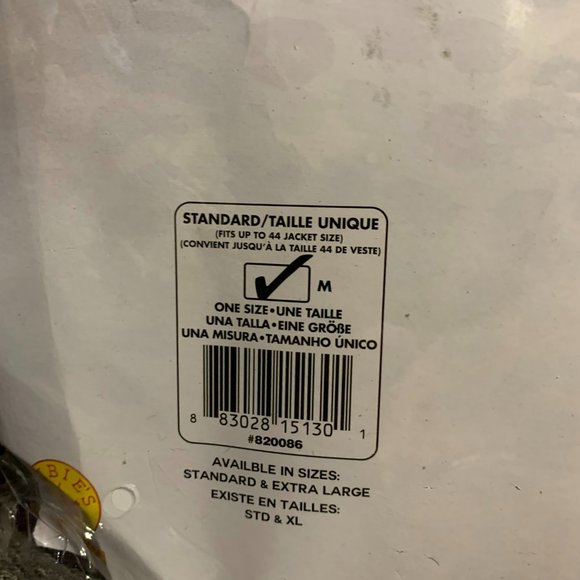 STANDARD/TAILLE UNIQUE
(FITS UP TO 44 JACKET SIZE)
(CONVIENT JUSQU'À LA TAILLE 44 DE VESTE)
M
ONE SIZE•UNE TAILLE
UNA TALLA•EINE GRÖßE
UNA MISURA•TAMANHO ÚNICO
8 83028 15130 1
#820086
AVAILBLE IN SIZES:
STANDARD & EXTRA LARGE
EXISTE EN TAILLES:
STD & XL
BIE'S